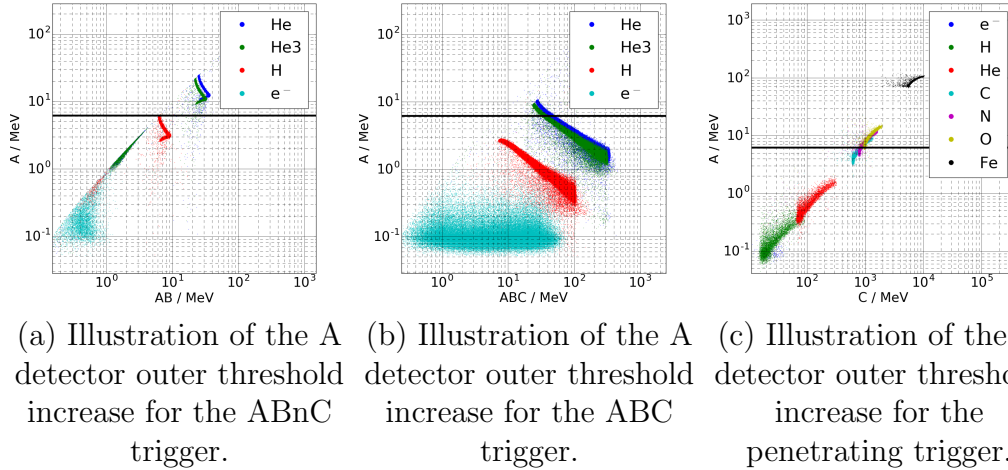 He
He3
H
e⁻
10²
10¹
10⁰
10⁻¹
A / MeV
10⁰ 10¹ 10² 10³
AB / MeV
He
He3
H
e⁻
10²
10¹
10⁰
10⁻¹
A / MeV
10⁰ 10¹ 10² 10³
ABC / MeV
e⁻
H
He
C
N
O
Fe
10³
10²
10¹
10⁰
10⁻¹
A / MeV
10² 10³ 10⁴ 10⁵
C / MeV
(a) Illustration of the A
detector outer threshold
increase for the ABnC
trigger.
(b) Illustration of the A
detector outer threshold
increase for the ABC
trigger.
(c) Illustration of the
detector outer thresho
increase for the
penetrating trigger.